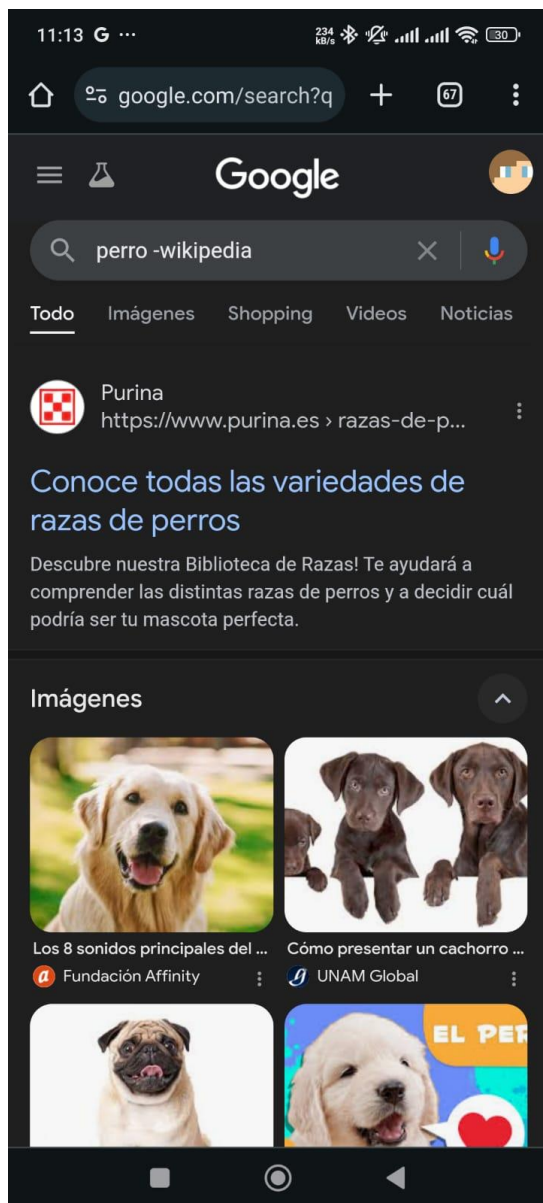 11:13 G ...
234 KB/s 30
google.com/search?q
67
Google
perro -wikipedia
Todo Imágenes Shopping Videos Noticias
Purina
https://www.purina.es › razas-de-p...
Conoce todas las variedades de
razas de perros
Descubre nuestra Biblioteca de Razas! Te ayudará a
comprender las distintas razas de perros y a decidir cuál
podría ser tu mascota perfecta.
Imágenes
Los 8 sonidos principales del ...
Fundación Affinity
Cómo presentar un cachorro ...
UNAM Global
EL PER